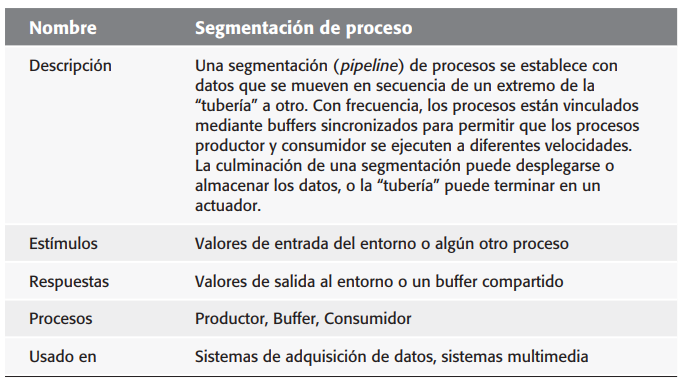 Nombre Segmentación de proceso
Descripción Una segmentación (pipeline) de procesos se establece con
datos que se mueven en secuencia de un extremo de la
“tubería” a otro. Con frecuencia, los procesos están vinculados
mediante buffers sincronizados para permitir que los procesos
productor y consumidor se ejecuten a diferentes velocidades.
La culminación de una segmentación puede desplegarse o
almacenar los datos, o la “tubería” puede terminar en un
actuador.
Estímulos Valores de entrada del entorno o algún otro proceso
Respuestas Valores de salida al entorno o un buffer compartido
Procesos Productor, Buffer, Consumidor
Usado en Sistemas de adquisición de datos, sistemas multimedia